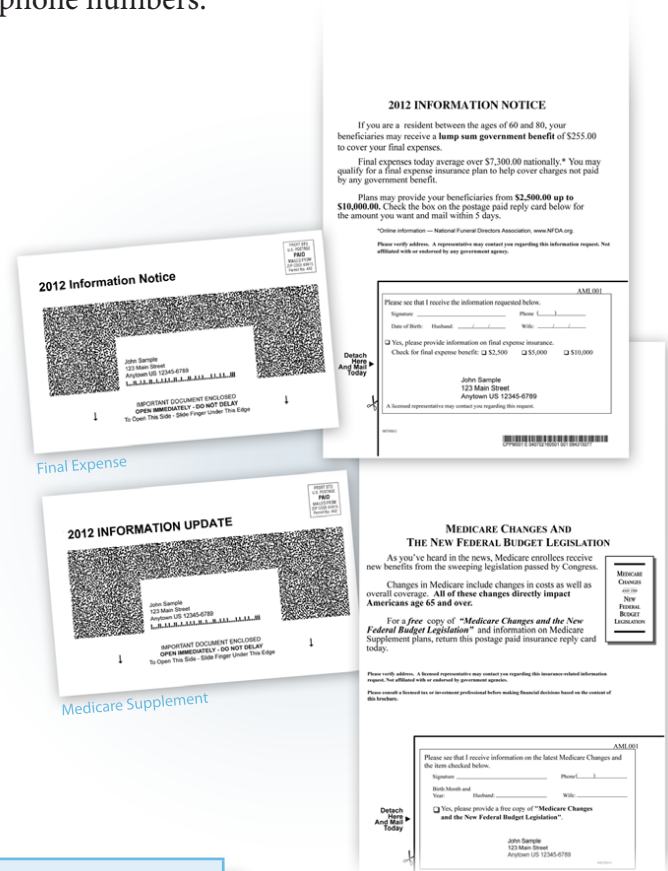 phone numbers.
2012 INFORMATION NOTICE
If you are a resident between the ages of 60 and 80, your
beneficiaries may receive a lump sum government benefit of $255.00
to cover your final expenses.
Final expenses today average over $7,300.00 nationally.* You may
qualify for a final expense insurance plan to help cover charges not paid
by any government benefit.
Plans may provide your beneficiaries from $2,500.00 up to
$10,000.00. Check the box on the postage paid reply card below for
the amount you want and mail within 5 days.
*Online information — National Funeral Directors Association, www.NFDA.org
Please verify address. A representative may contact you regarding this information request. Not
affiliated with or endorsed by any government agency.
AML001
Please see that I receive the information requested below.
Signature Phone ( )
Date of Birth: Husband: / / Wife: / /
Yes, please provide information on final expense insurance.
Check for final expense benefit: $2,500 $5,000 $10,000
Detach
Here
And Mail
Today
John Sample
123 Main Street
Anytown US 12345-6789
A licensed representative may contact you regarding this request.
PRSRT STD
U.S. POSTAGE
PAID
MAILED FROM
2012 Information Notice
John Sample
123 Main Street
Anytown US 12345-6789
IMPORTANT DOCUMENT ENCLOSED
OPEN IMMEDIATELY - DO NOT DELAY
To Open This Side - Slide Finger Under This Edge
Final Expense
PRSRT STD
U.S. POSTAGE
PAID
MAILED FROM
2012 INFORMATION UPDATE
John Sample
123 Main Street
Anytown US 12345-6789
IMPORTANT DOCUMENT ENCLOSED
OPEN IMMEDIATELY - DO NOT DELAY
To Open This Side - Slide Finger Under This Edge
Medicare Supplement
MEDICARE CHANGES AND
THE NEW FEDERAL BUDGET LEGISLATION
As you've heard in the news, Medicare enrollees receive
new benefits from the sweeping legislation passed by Congress.
Changes in Medicare include changes in costs as well as
overall coverage. All of these changes directly impact
Americans age 65 and over.
For a free copy of "Medicare Changes and the New
Federal Budget Legislation" and information on Medicare
Supplement plans, return this postage paid insurance reply card
today.
MEDICARE
CHANGES
AND THE
NEW
FEDERAL
BUDGET
LEGISLATION
Please verify address. A licensed representative may contact you regarding this insurance-related information
request. Not affiliated with or endorsed by government agencies.
Please consult a licensed tax or investment professional before making financial decisions based on the content of
this brochure.
AML001
Please see that I receive information on the latest Medicare Changes and
the item checked below.
Signature Phone( )
Birth Month and
Year: Husband: Wife:
Yes, please provide a free copy of "Medicare Changes
and the New Federal Budget Legislation".
Detach
Here
And Mail
Today
John Sample
123 Main Street
Anytown US 12345-6789